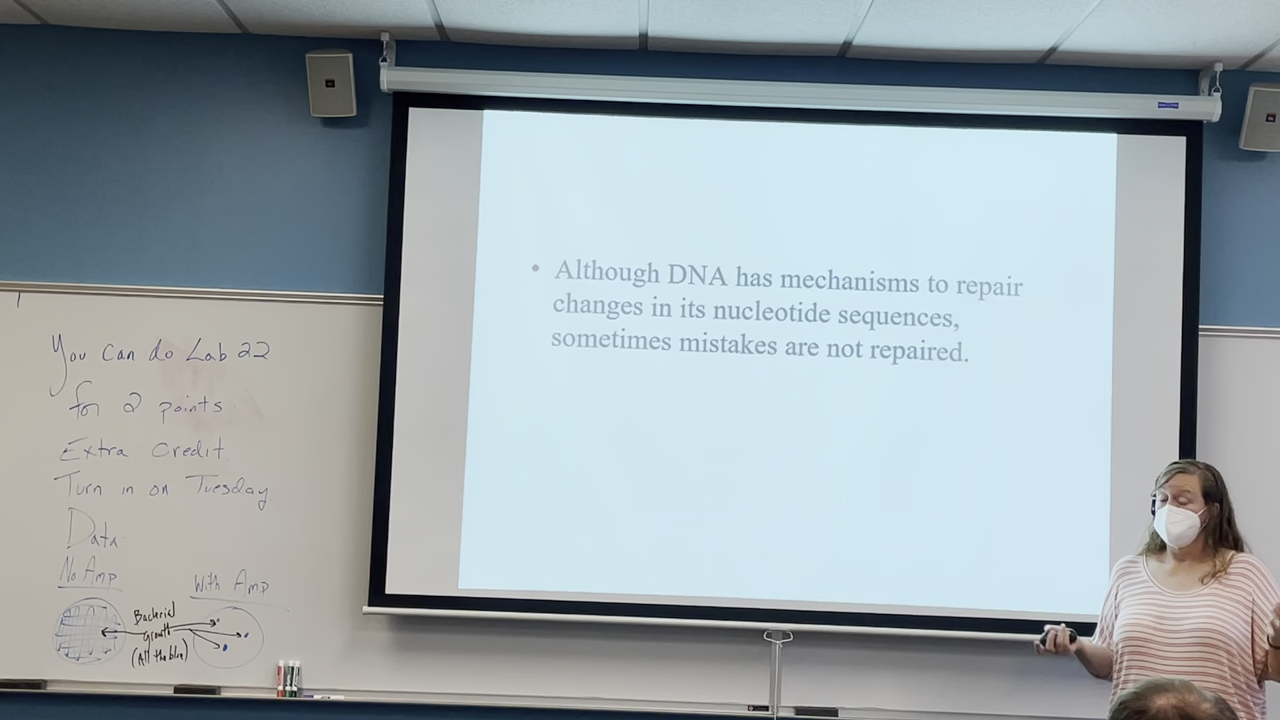 You can do Lab 22
for 2 points
Extra Credit
Turn in on Tuesday
Data:
No Amp
With Amp
Bacterial
Growth
(All the blue)
• Although DNA has mechanisms to repair
changes in its nucleotide sequences,
sometimes mistakes are not repaired.